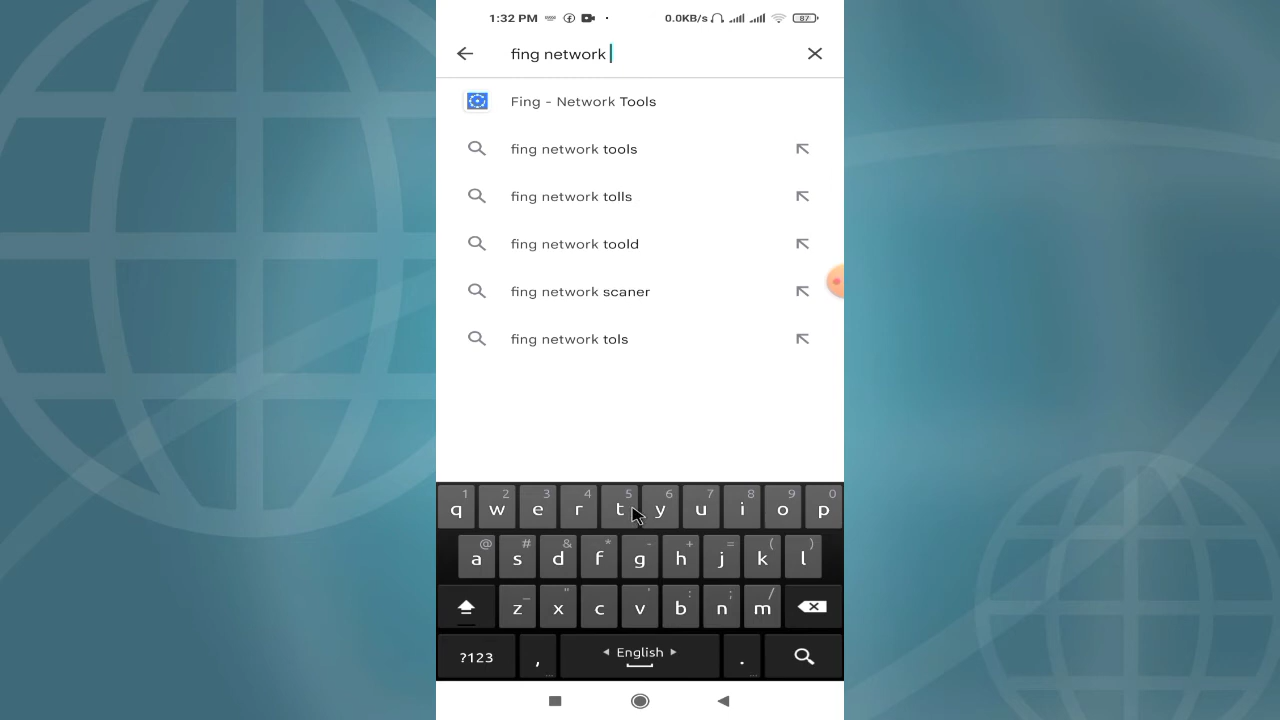 1:32 PM 0.0KB/s 87
fing network
Fing - Network Tools
fing network tools
fing network tolls
fing network toold
fing network scaner
fing network tols
1 2 3 4 5 6 7 8 9 0
q w e r t y u i o p
@ # & * - + = ( )
a s d f g h j k l
_ " ' : ; /
z x c v b n m
?123 , English .